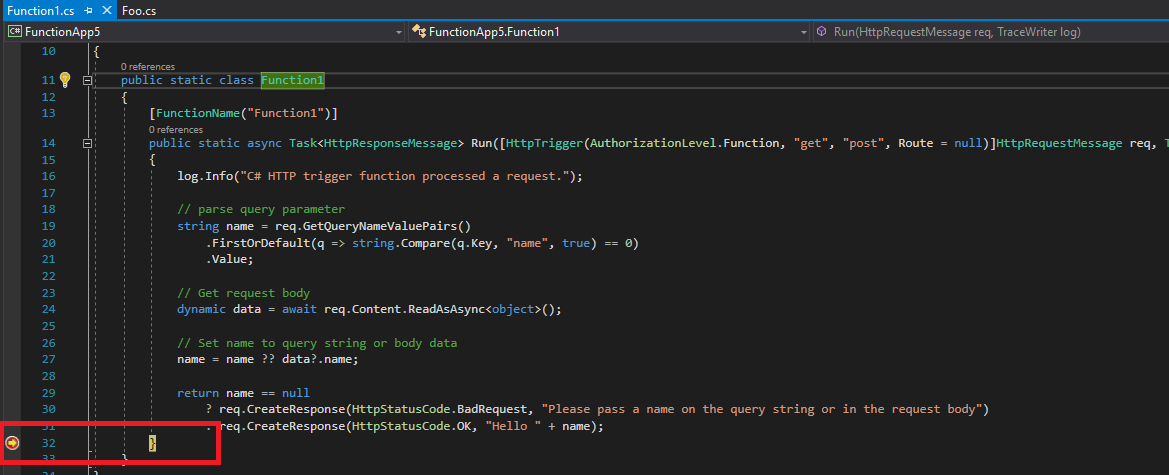 Function1.cs Foo.cs
C# FunctionApp5 FunctionApp5.Function1 Run(HttpRequestMessage req, TraceWriter log)
10 {
0 references
11 public static class Function1
12 {
13 [FunctionName("Function1")]
0 references
14 public static async Task<HttpResponseMessage> Run([HttpTrigger(AuthorizationLevel.Function, "get", "post", Route = null)]HttpRequestMessage req, T
15 {
16 log.Info("C# HTTP trigger function processed a request.");
17
18 // parse query parameter
19 string name = req.GetQueryNameValuePairs()
20 .FirstOrDefault(q => string.Compare(q.Key, "name", true) == 0)
21 .Value;
22
23 // Get request body
24 dynamic data = await req.Content.ReadAsAsync<object>();
25
26 // Set name to query string or body data
27 name = name ?? data?.name;
28
29 return name == null
30 ? req.CreateResponse(HttpStatusCode.BadRequest, "Please pass a name on the query string or in the request body")
31 : req.CreateResponse(HttpStatusCode.OK, "Hello " + name);
32 }
33 }